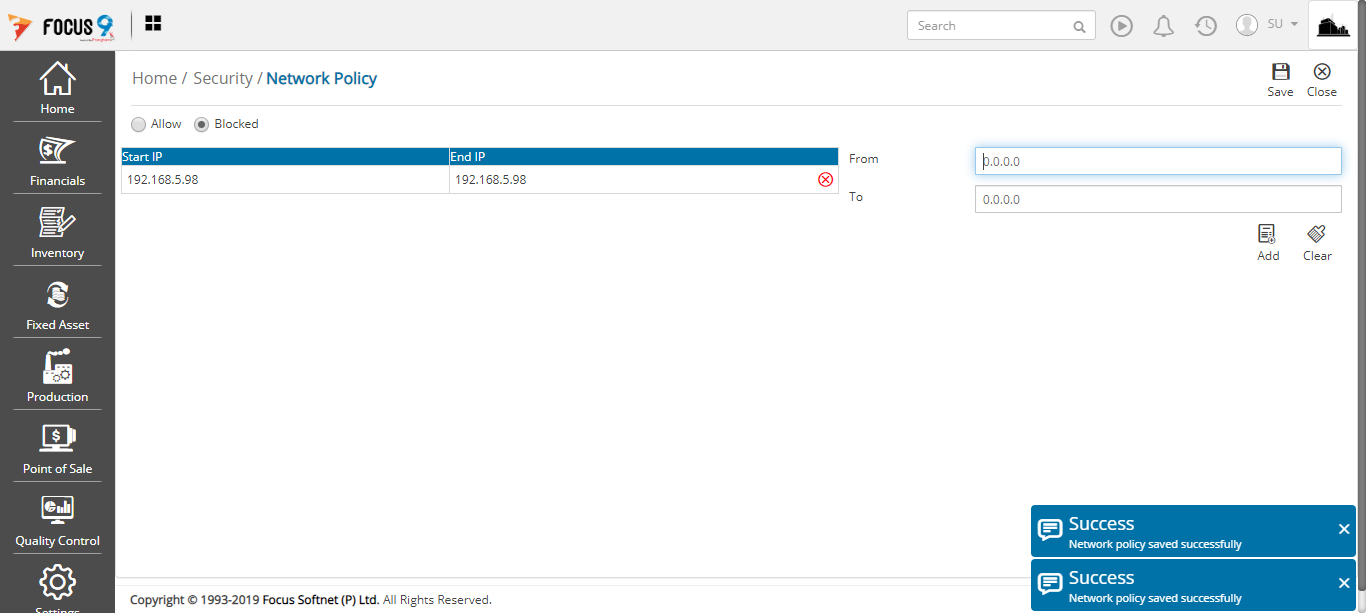 FOCUS 9
Search
SU
Home / Security / Network Policy
Save
Close
Home
Financials
Inventory
Fixed Asset
Production
Point of Sale
Quality Control
Settings
Allow
Blocked
Start IP End IP
192.168.5.98 192.168.5.98
From 0.0.0.0
To 0.0.0.0
Add
Clear
Success
Network policy saved successfully
Success
Network policy saved successfully
Copyright © 1993-2019 Focus Softnet (P) Ltd. All Rights Reserved.